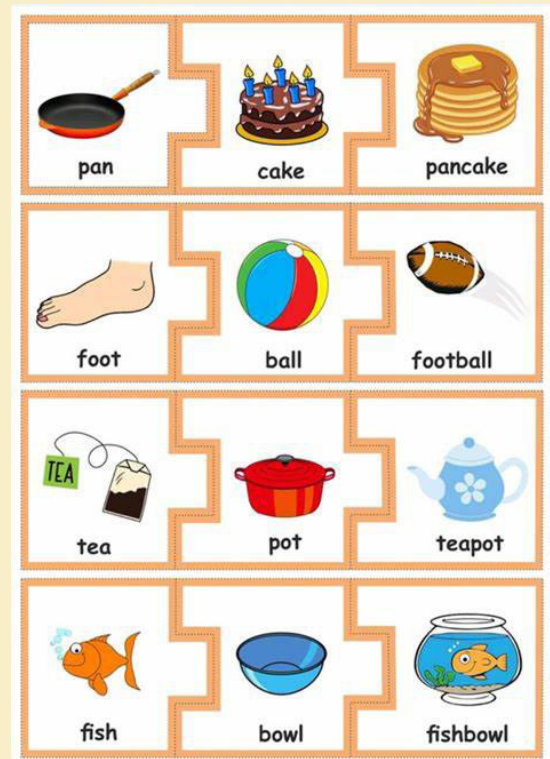 pan
cake
pancake
foot
ball
football
TEA
tea
pot
teapot
fish
bowl
fishbowl